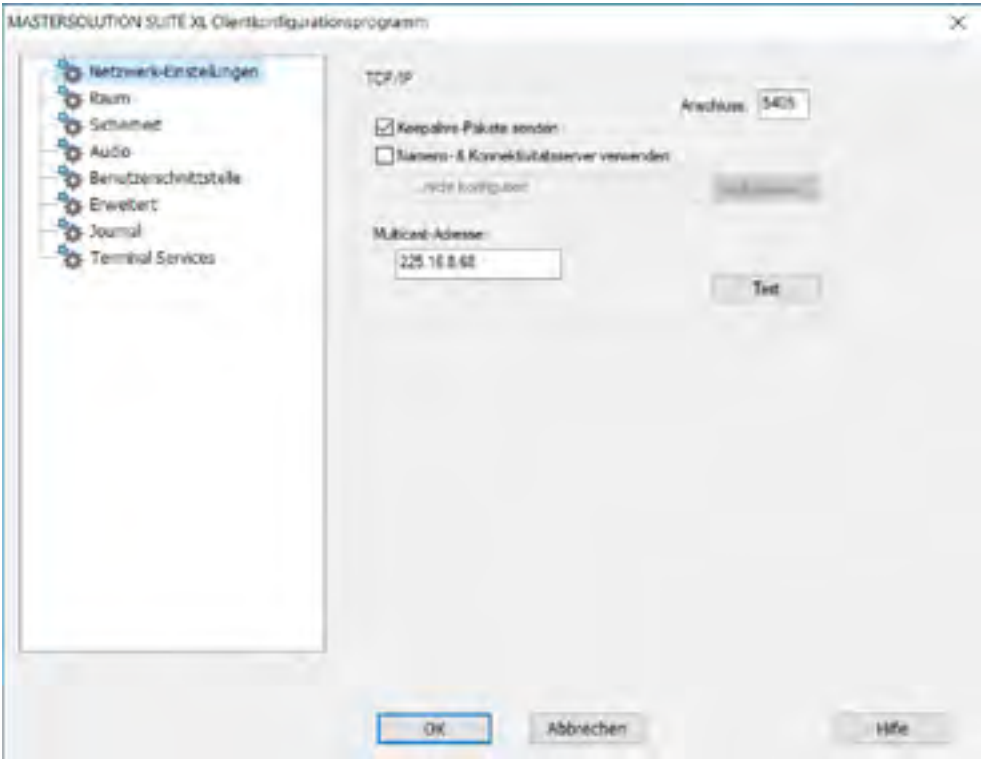 MASTERSOLUTION SUITE XL Clientkonfigurationsprogramm
Netzwerk-Einstellungen
Raum
Sicherheit
Audio
Benutzerschnittstelle
Erweitert
Journal
Terminal Services
TCP/IP
Anschluss: 5405
Keepalive-Pakete senden
Namens- & Konnektivitätsserver verwenden
...nicht konfiguriert
Multicast-Adresse:
225.16.8.68
Test
OK
Abbrechen
Hilfe